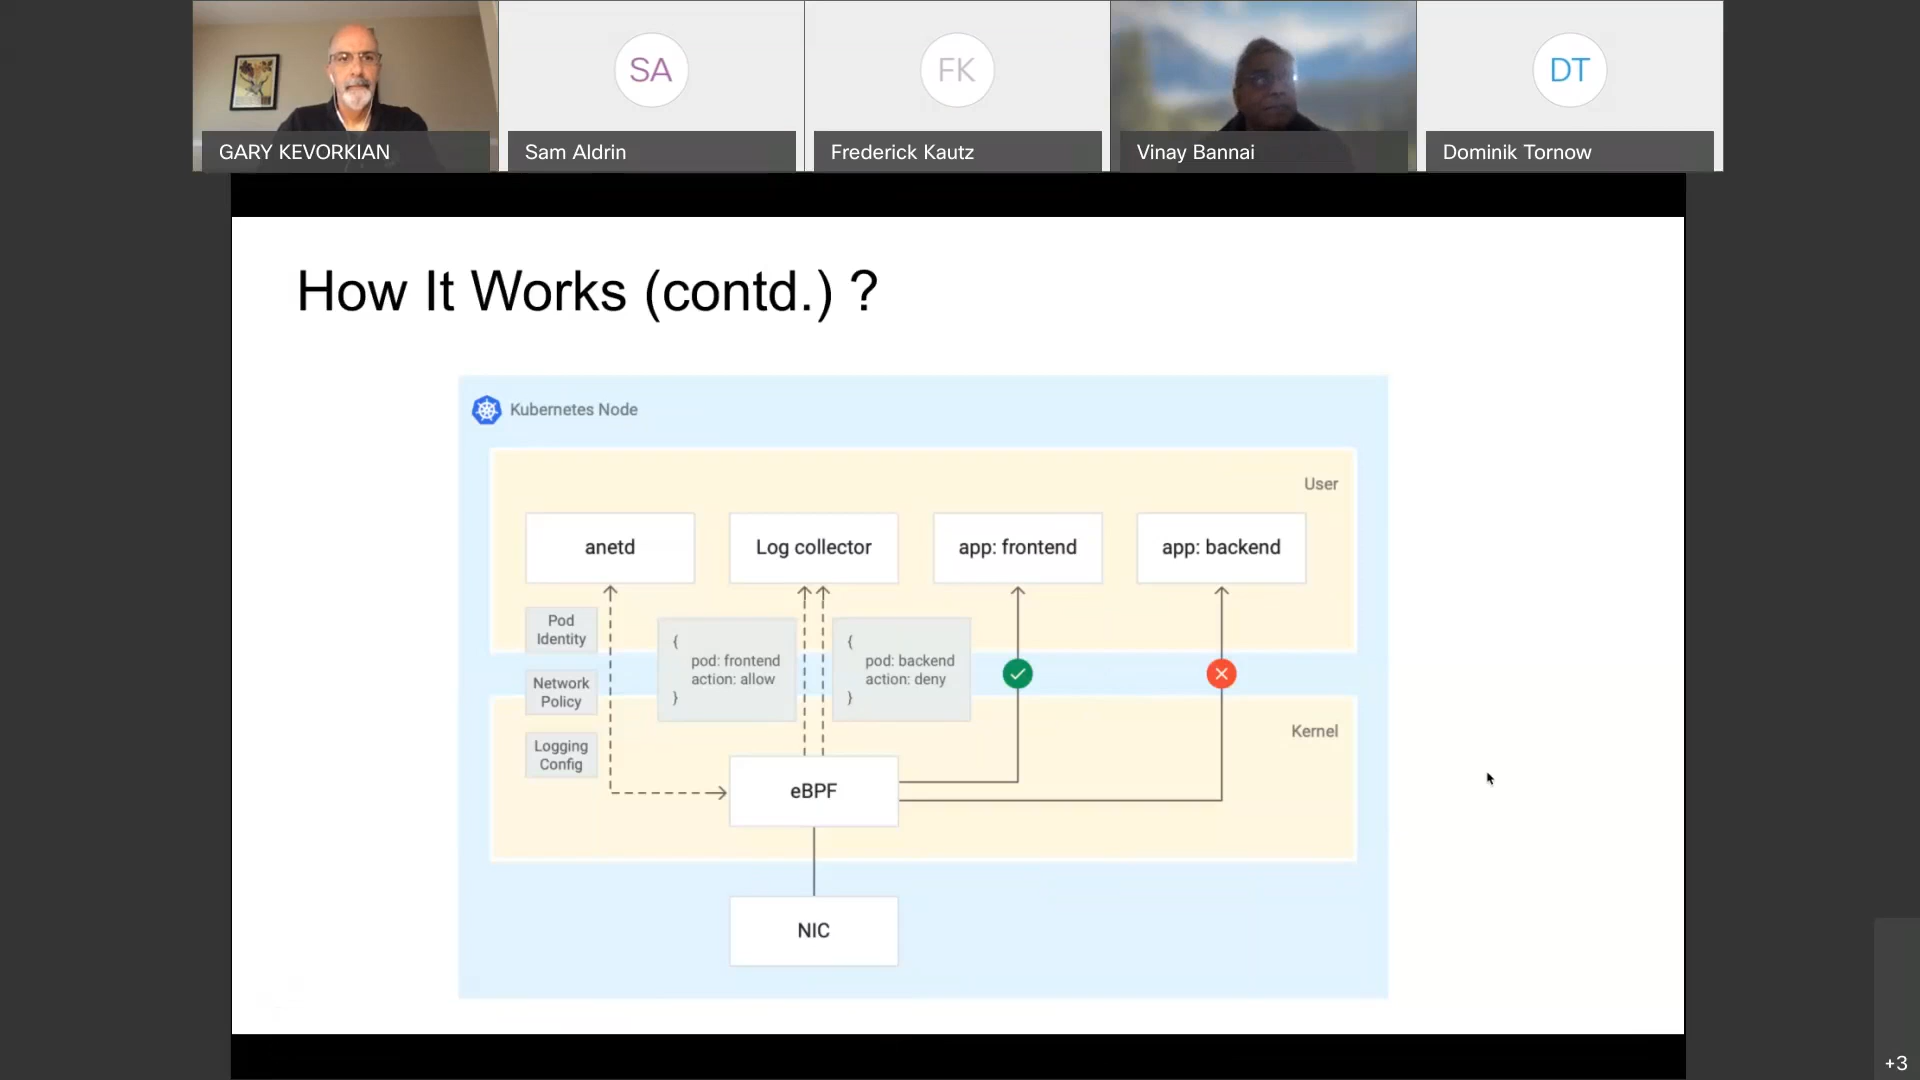 SA
FK
DT
GARY KEVORKIAN
Sam Aldrin
Frederick Kautz
Vinay Bannai
Dominik Tornow
How It Works (contd.) ?
Kubernetes Node
User
anetd
Log collector
app: frontend
app: backend
Pod
Identity
Network
Policy
Logging
Config
{
pod: frontend
action: allow
}
{
pod: backend
action: deny
}
Kernel
eBPF
NIC
+3